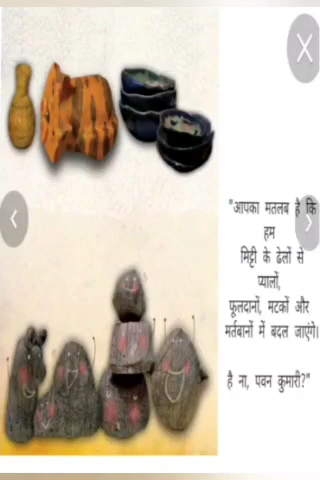 "आपका मतलब है कि
हम
मिट्टी के ढेलों से
प्यालों,
फूलदानों, मटकों और
मर्तबानों में बदल जाएंगे।
है ना, पवन कुमारी?"